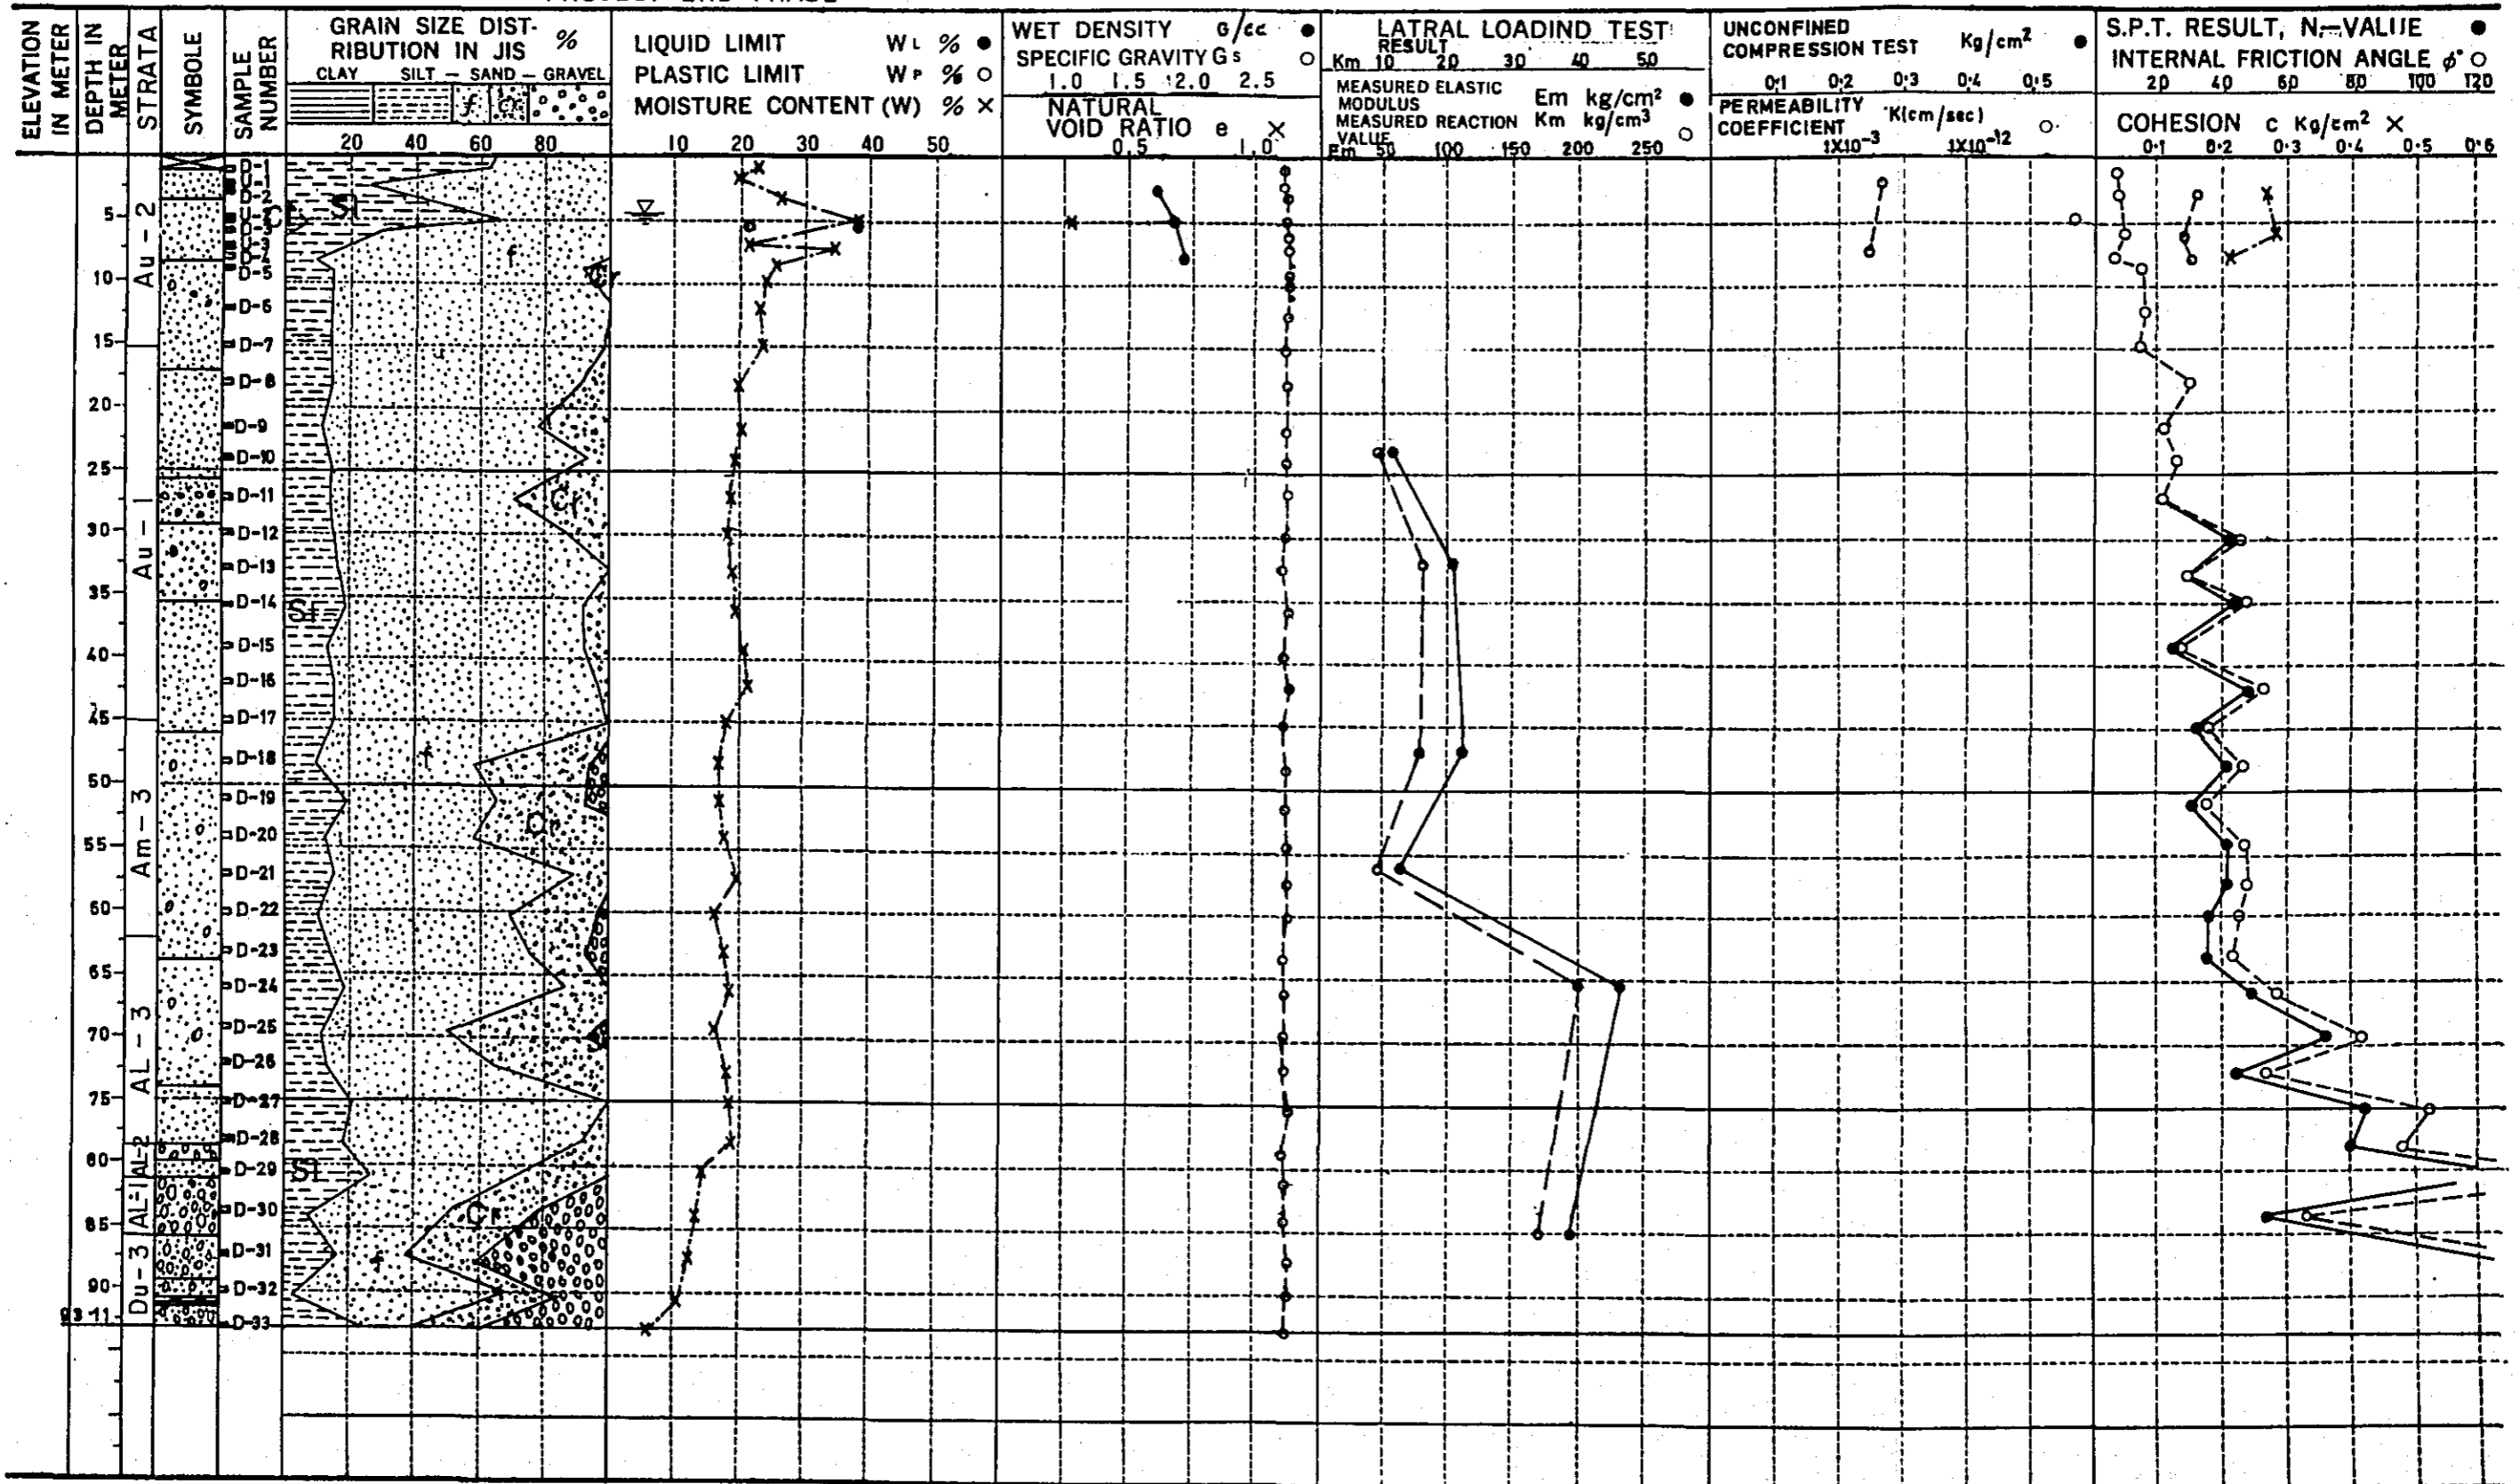 ELEVATION IN METER
DEPTH IN METER
STRATA
SYMBOLE
SAMPLE NUMBER
GRAIN SIZE DIST-
RIBUTION IN JIS %
CLAY SILT - SAND - GRAVEL
f
20 40 60 80
LIQUID LIMIT WL % ●
PLASTIC LIMIT WP % ○
MOISTURE CONTENT (W) % ×
10 20 30 40 50
WET DENSITY G/cc ●
SPECIFIC GRAVITY Gs ○
1.0 1.5 2.0 2.5
NATURAL
VOID RATIO e ×
0.5 1.0
LATRAL LOADIND TEST
RESULT
Km 10 20 30 40 50
MEASURED ELASTIC
MODULUS Em kg/cm² ●
MEASURED REACTION Km kg/cm³
VALUE ○
Em 50 100 150 200 250
UNCONFINED
COMPRESSION TEST Kg/cm² ●
0.1 0.2 0.3 0.4 0.5
PERMEABILITY
COEFFICIENT K(cm/sec) ○
1X10⁻³ 1X10⁻¹²
S.P.T. RESULT, N-VALUE ●
INTERNAL FRICTION ANGLE φ° ○
20 40 60 80 100 120
COHESION c Kg/cm² ×
0.1 0.2 0.3 0.4 0.5 0.6
5
10
15
20
25
30
35
40
45
50
55
60
65
70
75
80
85
90
93.11
Au-2
Au-1
Am-3
AL-3
AL-2
AL-1
Du-3
D-1
U-1
D-2
U-2
D-3
U-3
D-4
D-5
D-6
D-7
D-8
D-9
D-10
D-11
D-12
D-13
D-14
D-15
D-16
D-17
D-18
D-19
D-20
D-21
D-22
D-23
D-24
D-25
D-26
D-27
D-28
D-29
D-30
D-31
D-32
D-33
Si
f
Si
f
Si
f